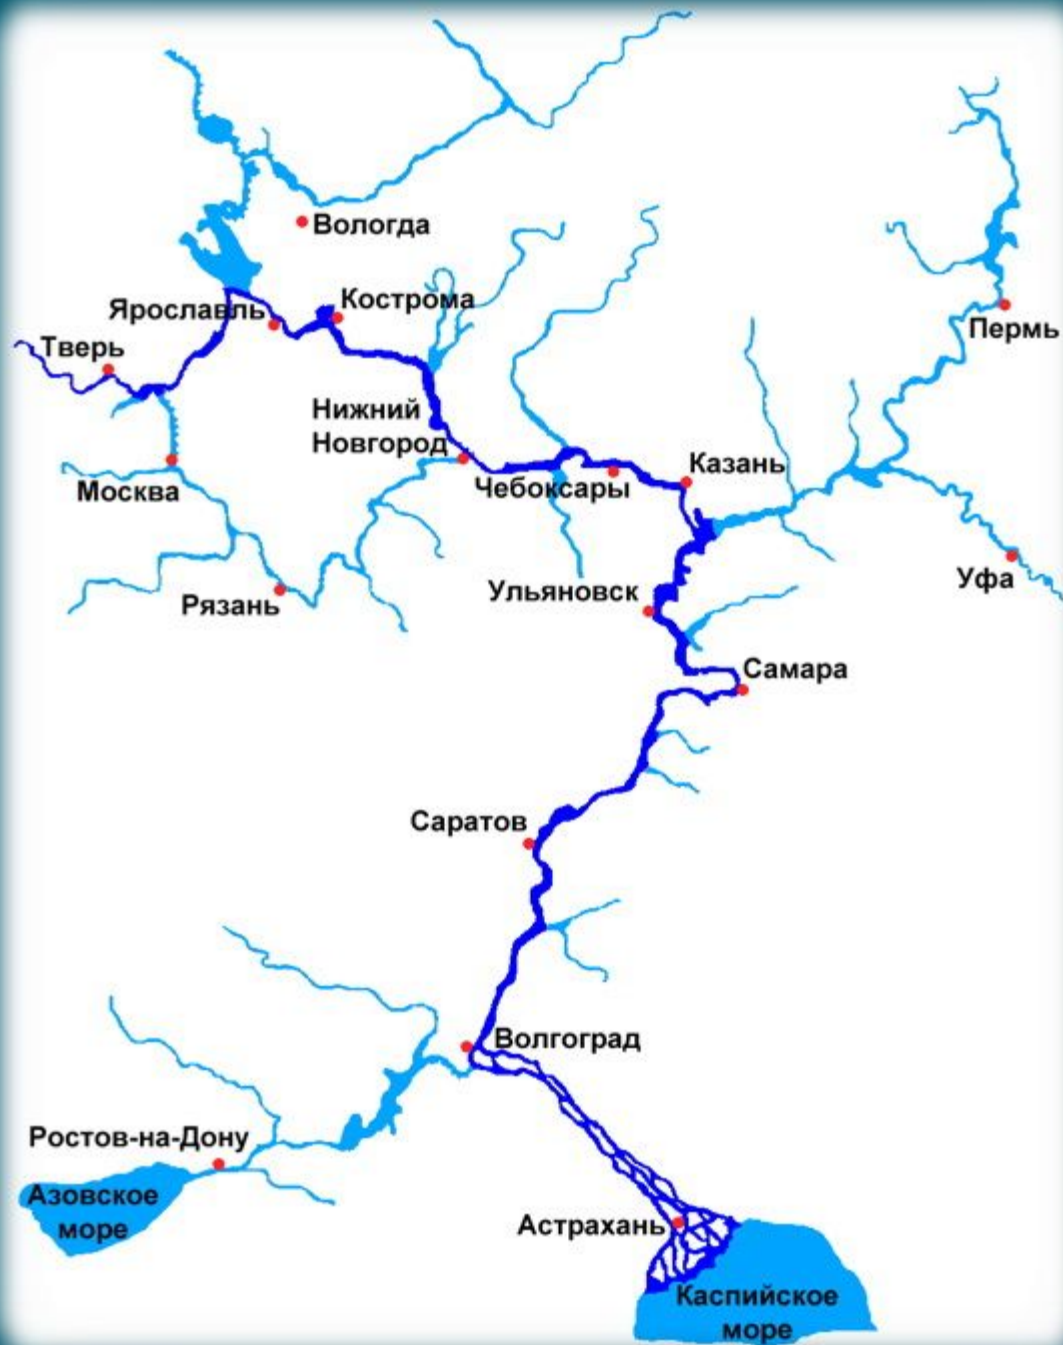 Вологда
Ярославль
Кострома
Тверь
Пермь
Нижний
Новгород
Москва
Чебоксары
Казань
Рязань
Ульяновск
Уфа
Самара
Саратов
Волгоград
Ростов-на-Дону
Азовское
море
Астрахань
Каспийское
море